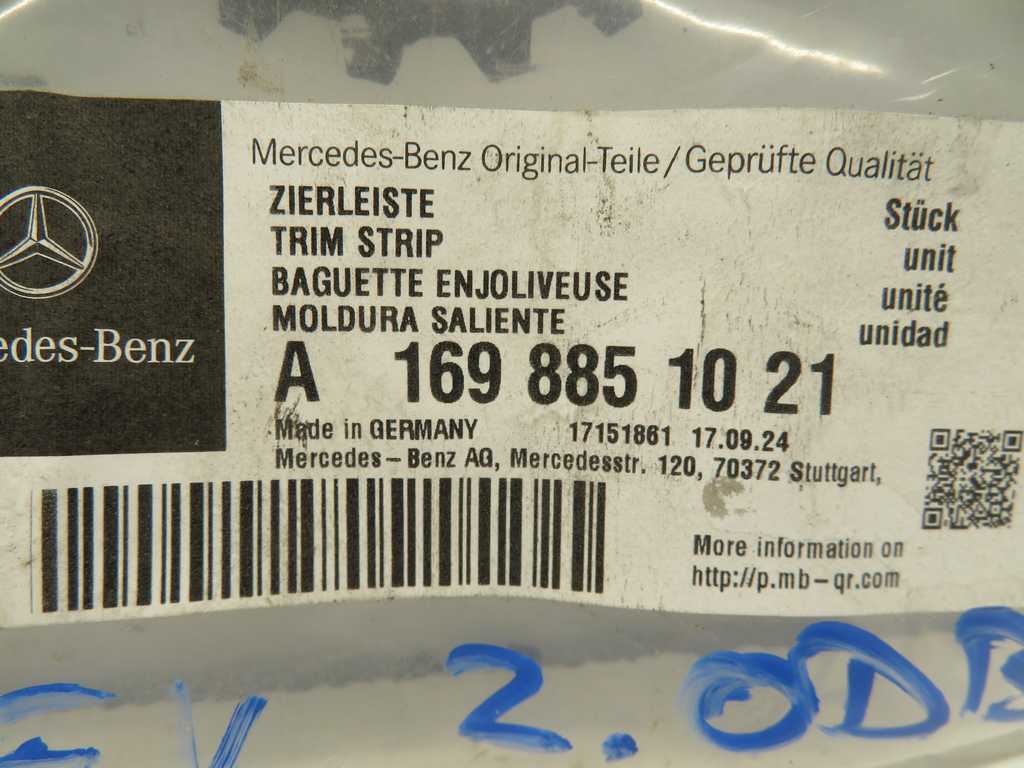 Mercedes-Benz Original-Teile/Geprüfte Qualität
ZIERLEISTE
Stück
TRIM STRIP
unit
BAGUETTE ENJOLIVEUSE
unité
MOLDURA SALIENTE
unidad
edes-Benz
A 169 885 10 21
Made in GERMANY 17151861 17.09.24
Mercedes-Benz AG, Mercedesstr. 120, 70372 Stuttgart,
More information on
http://p.mb-qr.com
2.0DB